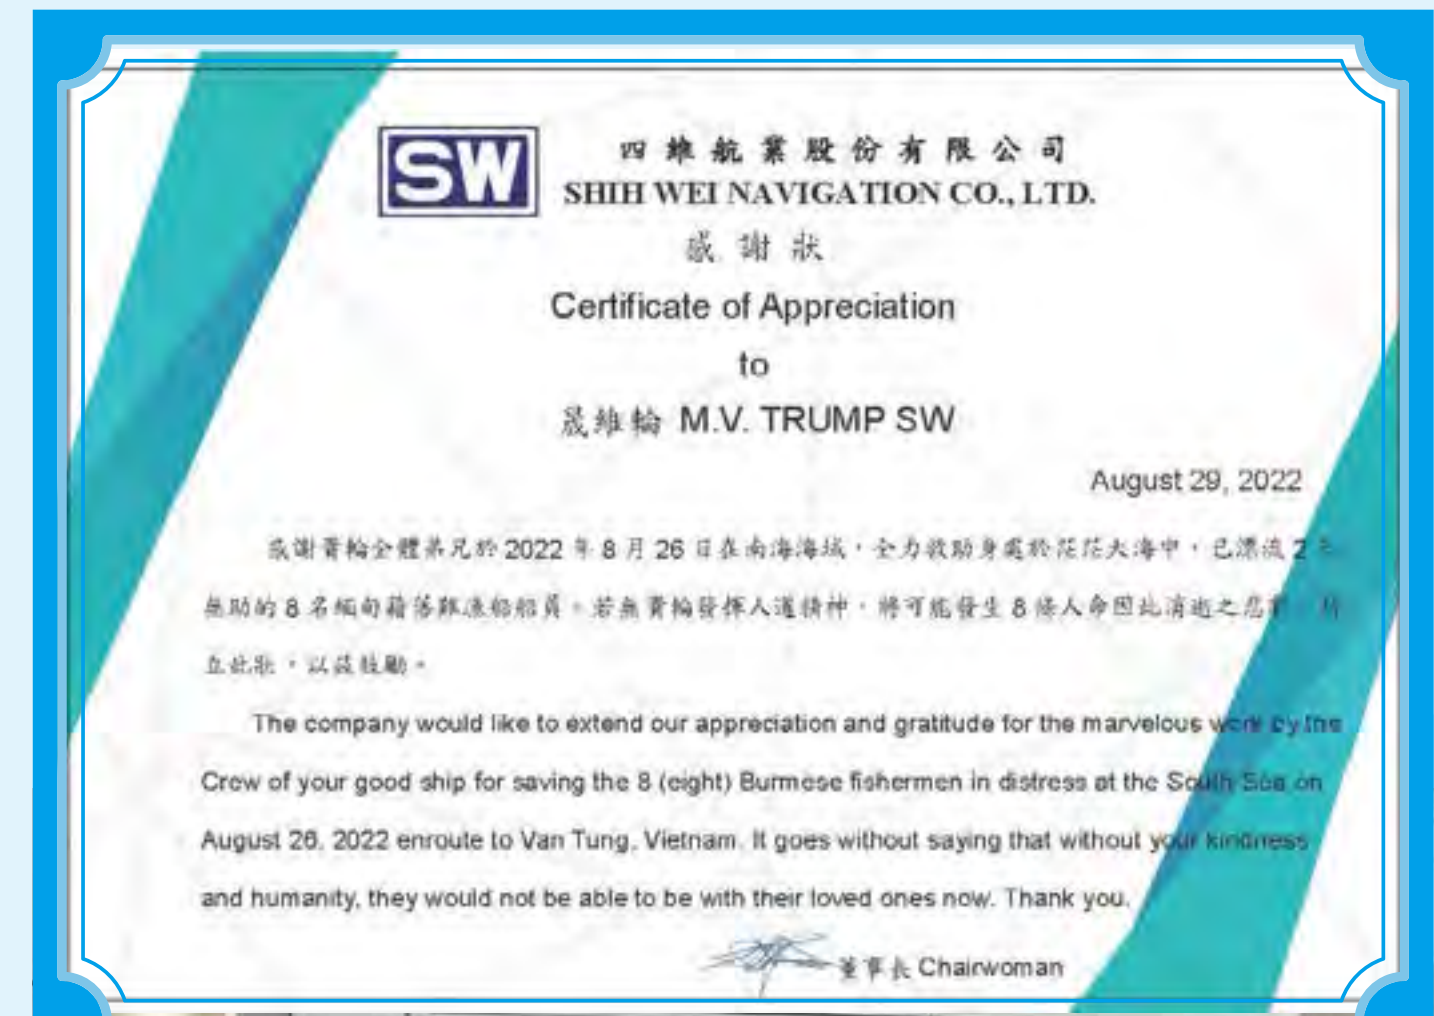 SW
四維航業股份有限公司
SHIH WEI NAVIGATION CO., LTD.
感謝狀
Certificate of Appreciation
to
晟維輪 M.V. TRUMP SW
August 29, 2022
感謝貴輪全體弟兄於 2022 年 8 月 26 日在南海海域，全力救助身處於茫茫大海中，已漂流 2
無助的 8 名緬甸籍落難漁船船員。若無貴輪發揮人道精神，將可能發生 8 條人命因此消逝之悲
立此狀，以茲鼓勵。
The company would like to extend our appreciation and gratitude for the marvelous work by the
Crew of your good ship for saving the 8 (eight) Burmese fishermen in distress at the South Sea on
August 26, 2022 enroute to Van Tung, Vietnam. It goes without saying that without your kindness
and humanity, they would not be able to be with their loved ones now. Thank you.
董事長 Chairwoman